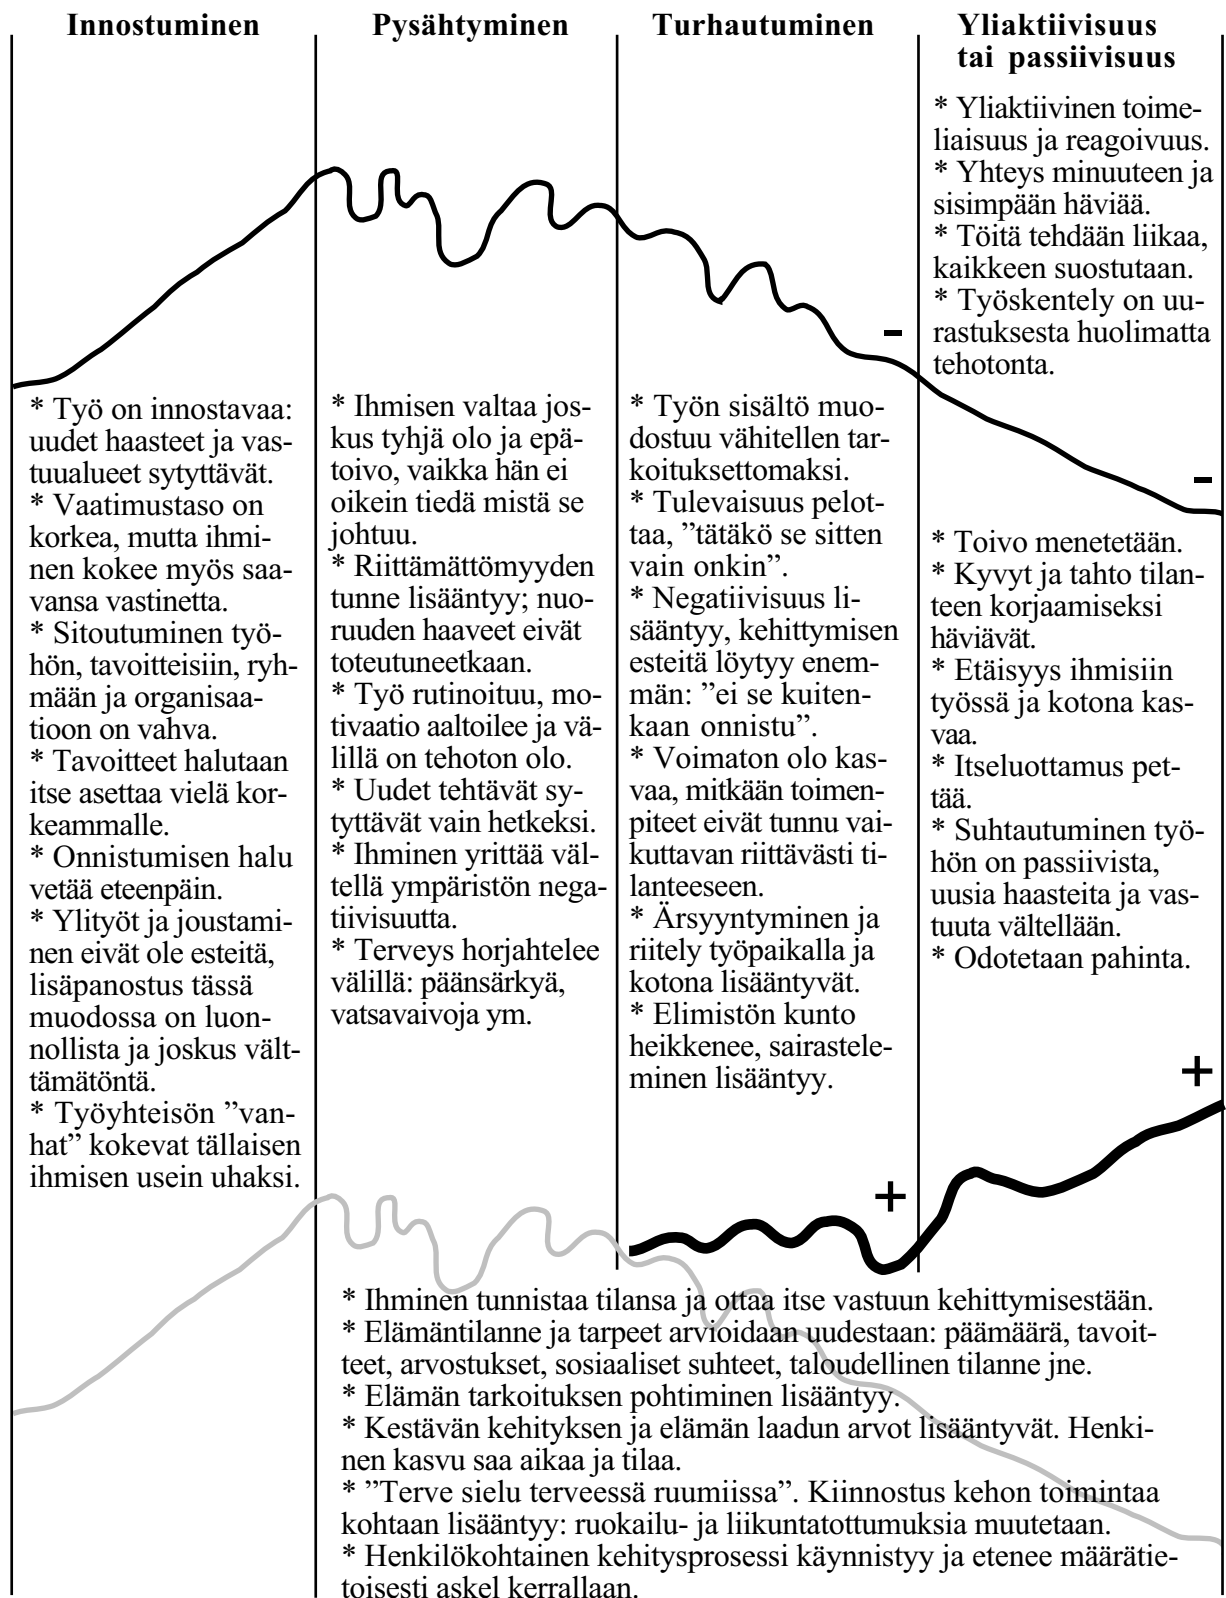 Innostuminen
Pysähtyminen
Turhautuminen
Yliaktiivisuus
tai passiivisuus
* Työ on innostavaa:
uudet haasteet ja vas-
tuualueet sytyttävät.
* Vaatimustaso on
korkea, mutta ihmi-
nen kokee myös saa-
vansa vastinetta.
* Sitoutuminen työ-
hön, tavoitteisiin, ryh-
mään ja organisaa-
tioon on vahva.
* Tavoitteet halutaan
itse asettaa vielä kor-
keammalle.
* Onnistumisen halu
vetää eteenpäin.
* Ylityöt ja joustami-
nen eivät ole esteitä,
lisäpanostus tässä
muodossa on luon-
nollista ja joskus vält-
tämätöntä.
* Työyhteisön ”van-
hat” kokevat tällaisen
ihmisen usein uhaksi.
* Ihmisen valtaa jos-
kus tyhjä olo ja epä-
toivo, vaikka hän ei
oikein tiedä mistä se
johtuu.
* Riittämättömyyden
tunne lisääntyy; nuo-
ruuden haaveet eivät
toteutuneetkaan.
* Työ rutinoituu, mo-
tivaatio aaltoilee ja vä-
lillä on tehoton olo.
* Uudet tehtävät sy-
tyttävät vain hetkeksi.
* Ihminen yrittää väl-
tellä ympäristön nega-
tiivisuutta.
* Terveys horjahtelee
välillä: päänsärkyä,
vatsavaivoja ym.
-
* Työn sisältö muo-
dostuu vähitellen tar-
koituksettomaksi.
* Tulevaisuus pelot-
taa, ”tätäkö se sitten
vain onkin”.
* Negatiivisuus li-
sääntyy, kehittymisen
esteitä löytyy enem-
män: ”ei se kuiten-
kaan onnistu”.
* Voimaton olo kas-
vaa, mitkään toimen-
piteet eivät tunnu vai-
kuttavan riittävästi ti-
lanteeseen.
* Ärsyyntyminen ja
riitely työpaikalla ja
kotona lisääntyvät.
* Elimistön kunto
heikkenee, sairastele-
minen lisääntyy.
+
* Yliaktiivinen toime-
liaisuus ja reagoivuus.
* Yhteys minuuteen ja
sisimpään häviää.
* Töitä tehdään liikaa,
kaikkeen suostutaan.
* Työskentely on uu-
rastuksesta huolimatta
tehotonta.
-
* Toivo menetetään.
* Kyvyt ja tahto tilan-
teen korjaamiseksi
häviävät.
* Etäisyys ihmisiin
työssä ja kotona kas-
vaa.
* Itseluottamus pet-
tää.
* Suhtautuminen työ-
hön on passiivista,
uusia haasteita ja vas-
tuuta vältellään.
* Odotetaan pahinta.
+
* Ihminen tunnistaa tilansa ja ottaa itse vastuun kehittymisestään.
* Elämäntilanne ja tarpeet arvioidaan uudestaan: päämäärä, tavoit-
teet, arvostukset, sosiaaliset suhteet, taloudellinen tilanne jne.
* Elämän tarkoituksen pohtiminen lisääntyy.
* Kestävän kehityksen ja elämän laadun arvot lisääntyvät. Henki-
nen kasvu saa aikaa ja tilaa.
* ”Terve sielu terveessä ruumiissa”. Kiinnostus kehon toimintaa
kohtaan lisääntyy: ruokailu- ja liikuntatottumuksia muutetaan.
* Henkilökohtainen kehitysprosessi käynnistyy ja etenee määrätie-
toisesti askel kerrallaan.